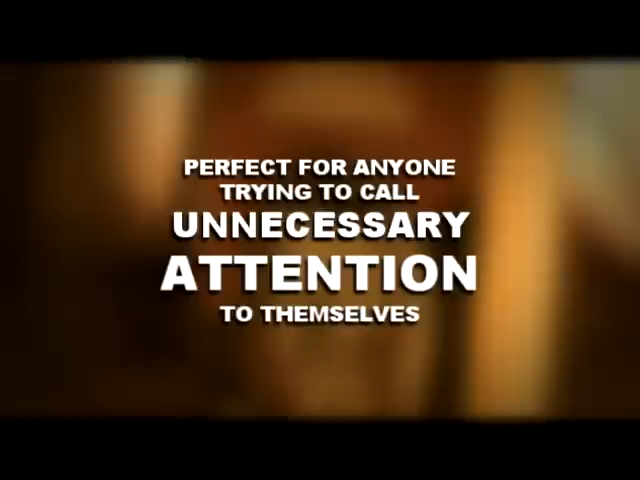 PERFECT FOR ANYONE
TRYING TO CALL
UNNECESSARY
ATTENTION
TO THEMSELVES